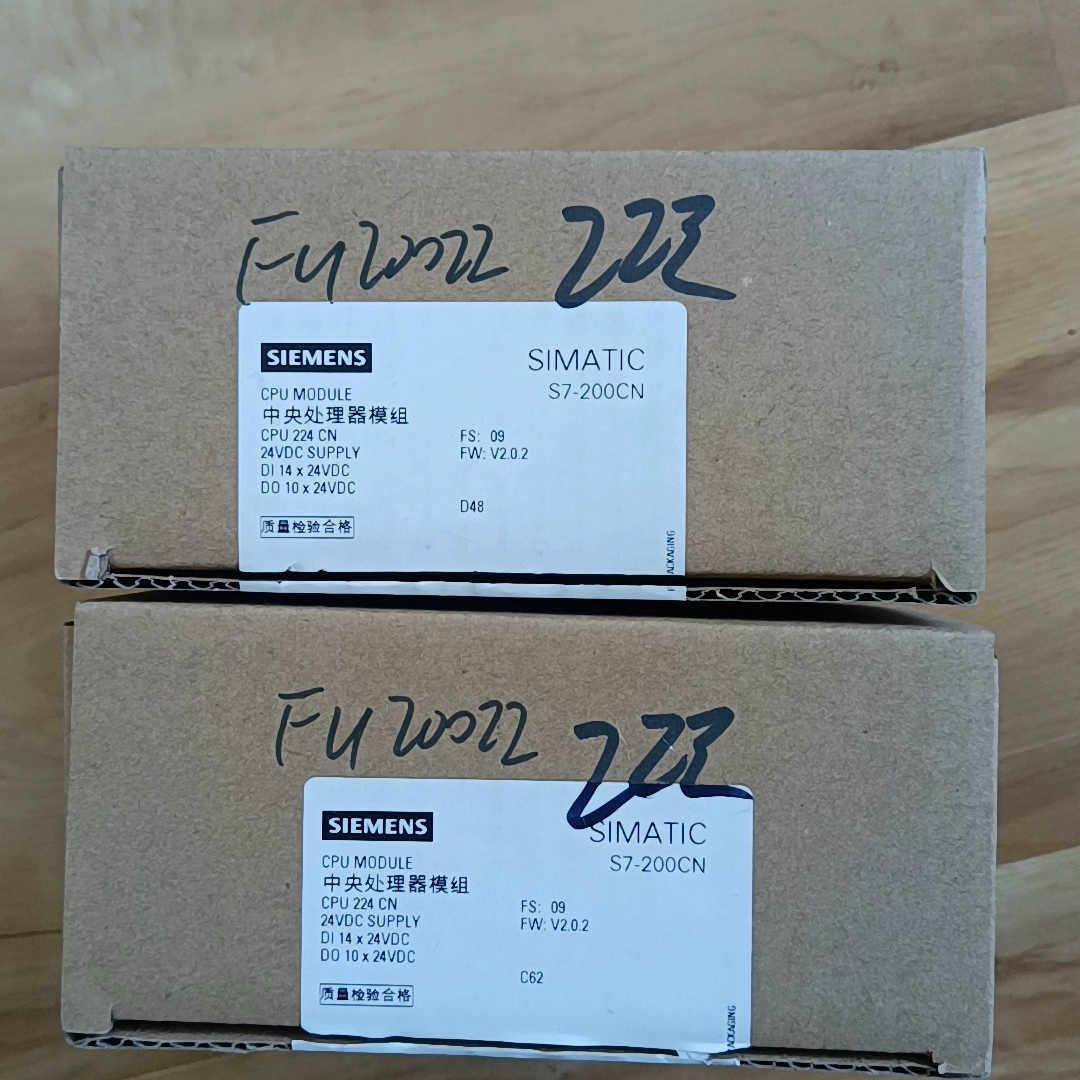 FU20022 222
SIEMENS
SIMATIC
S7-200CN
CPU MODULE
中央处理器模组
CPU 224 CN
FS: 09
24VDC SUPPLY
FW: V2.0.2
DI 14 x 24VDC
DO 10 x 24VDC
D48
质量检验合格
PACKAGING
FU20022 222
SIEMENS
SIMATIC
S7-200CN
CPU MODULE
中央处理器模组
CPU 224 CN
FS: 09
24VDC SUPPLY
FW: V2.0.2
DI 14 x 24VDC
DO 10 x 24VDC
C62
质量检验合格
PACKAGING